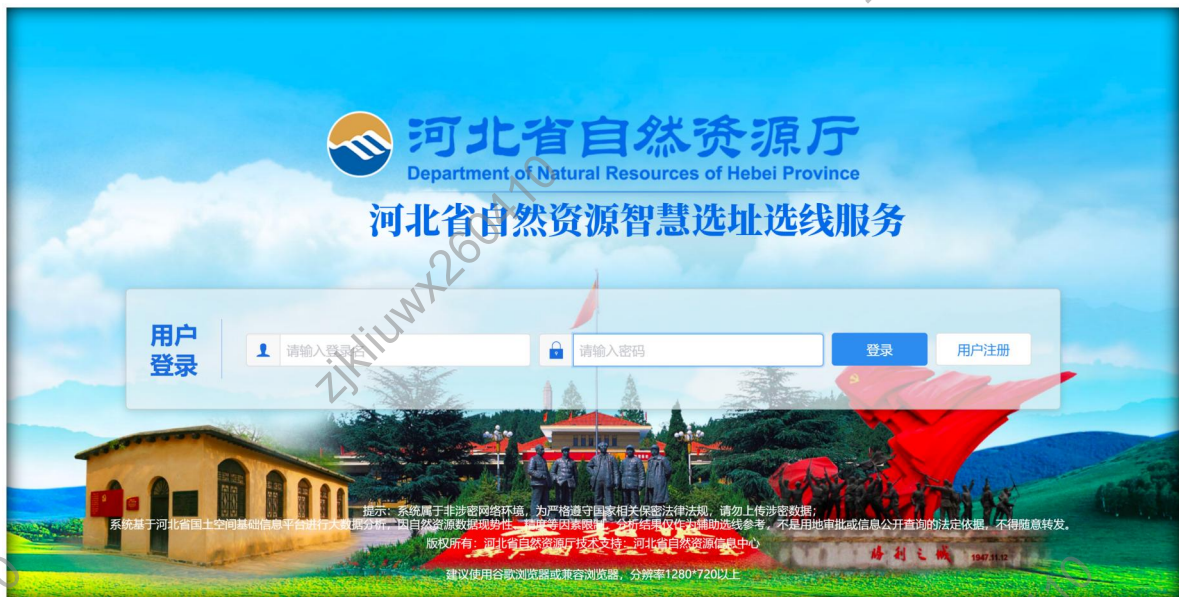 河北省自然资源厅
Department of Natural Resources of Hebei Province
河北省自然资源智慧选址选线服务
用户
登录
请输入登录名
请输入密码
登录
用户注册
zjkliuwx260410
提示：系统属于非涉密网络环境，为严格遵守国家相关保密法律法规，请勿上传涉密数据；
系统基于河北省国土空间基础信息平台进行大数据分析，因自然资源数据现势性、精度等因素限制，分析结果仅作为辅助选线参考，不是用地审批或信息公开查询的法定依据，不得随意转发。
版权所有：河北省自然资源厅技术支持：河北省自然资源信息中心
胜利之城 1947.11.12
建议使用谷歌浏览器或兼容浏览器，分辨率1280*720以上